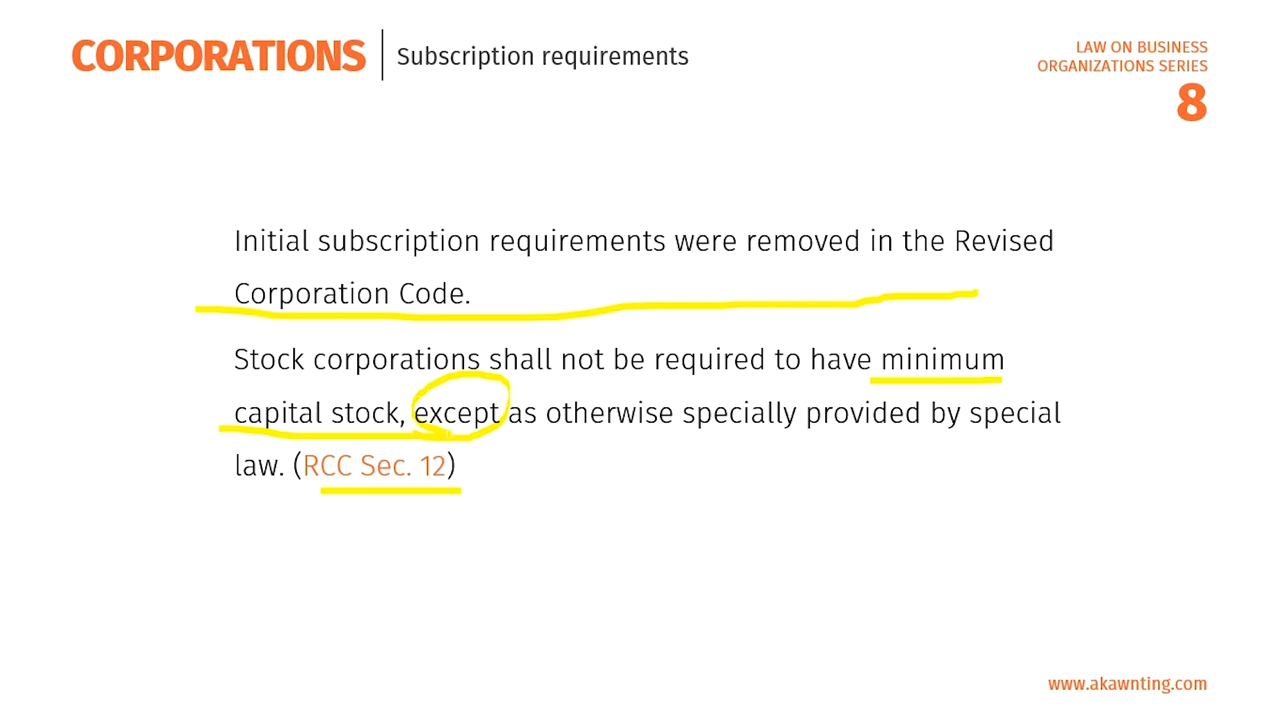 CORPORATIONS | Subscription requirements
LAW ON BUSINESS
ORGANIZATIONS SERIES
8
Initial subscription requirements were removed in the Revised
Corporation Code.
Stock corporations shall not be required to have minimum
capital stock, except as otherwise specially provided by special
law. (RCC Sec. 12)
www.akawnting.com